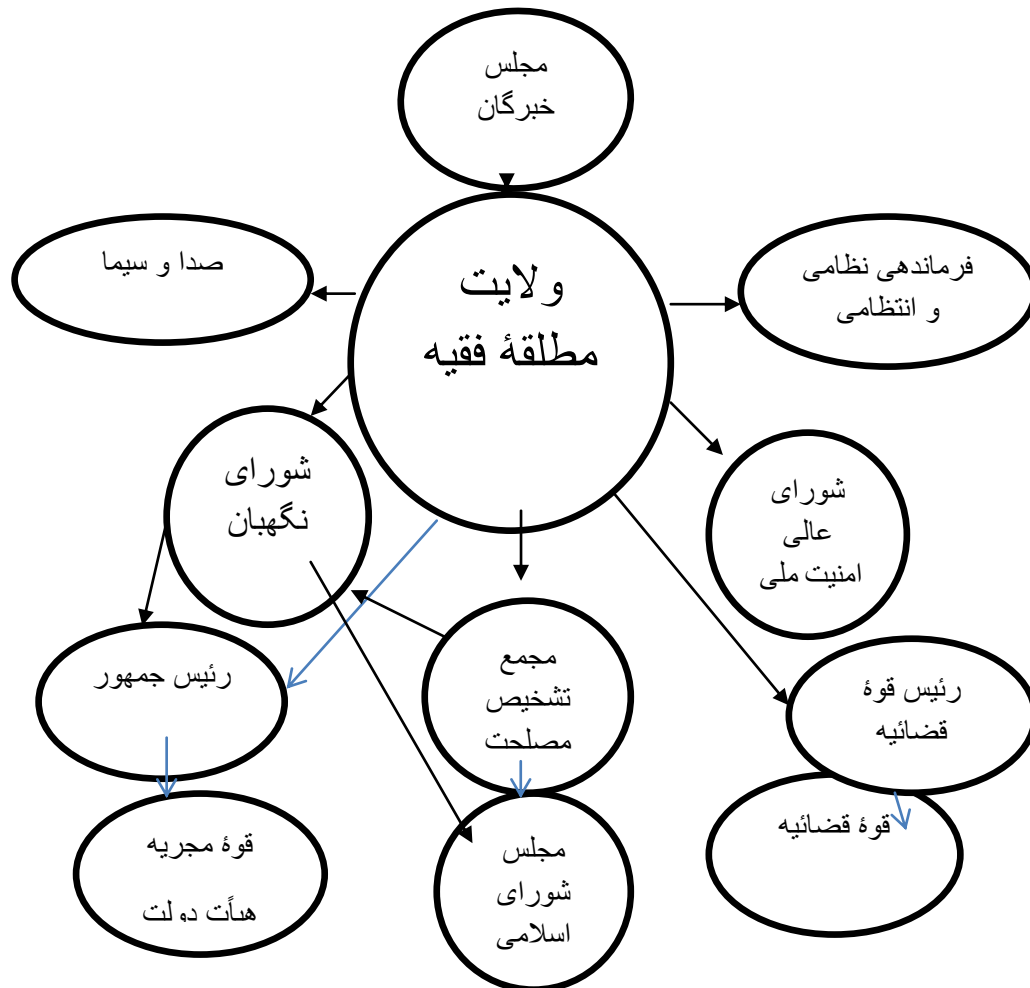 مجلس
خبرگان
صدا و سیما
ولایت
مطلقۀ فقیه
فرماندهی نظامی
و انتظامی
شورای
نگهبان
شورای
عالی
امنیت ملی
رئیس جمهور
مجمع
تشخیص
مصلحت
رئیس قوۀ
قضائیه
قوۀ مجریه
هیأت دولت
مجلس
شورای
اسلامی
قوۀ قضائیه